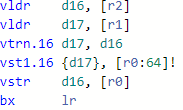 vldr d16, [r2]
vldr d17, [r1]
vtrn.16 d17, d16
vst1.16 {d17}, [r0:64]!
vstr d16, [r0]
bx lr